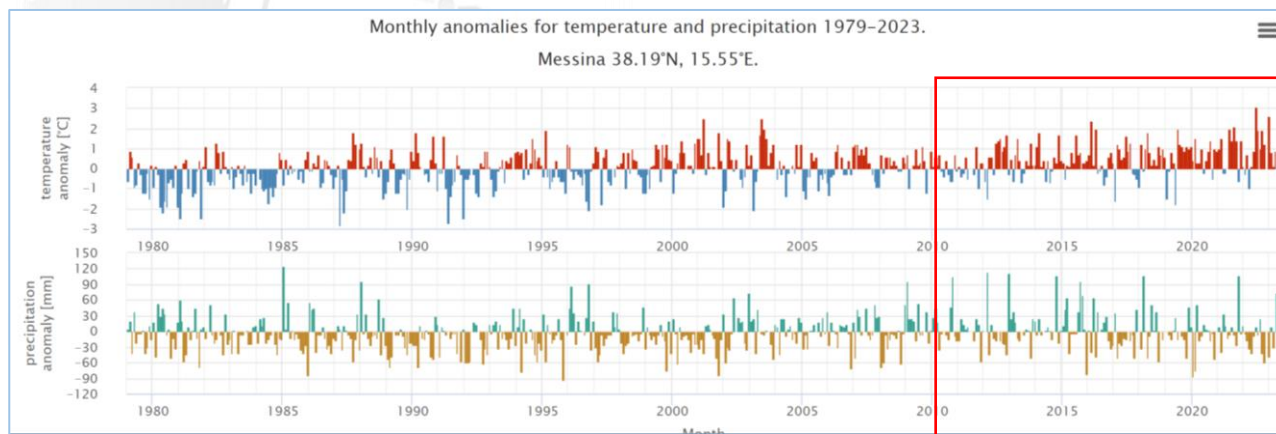 Monthly anomalies for temperature and precipitation 1979-2023.
Messina 38.19°N, 15.55°E.
temperature
anomaly [°C]
4
3
2
1
0
-1
-2
-3
1980 1985 1990 1995 2000 2005 2010 2015 2020
precipitation
anomaly [mm]
150
120
90
60
30
0
-30
-60
-90
-120
1980 1985 1990 1995 2000 2005 2010 2015 2020
Month